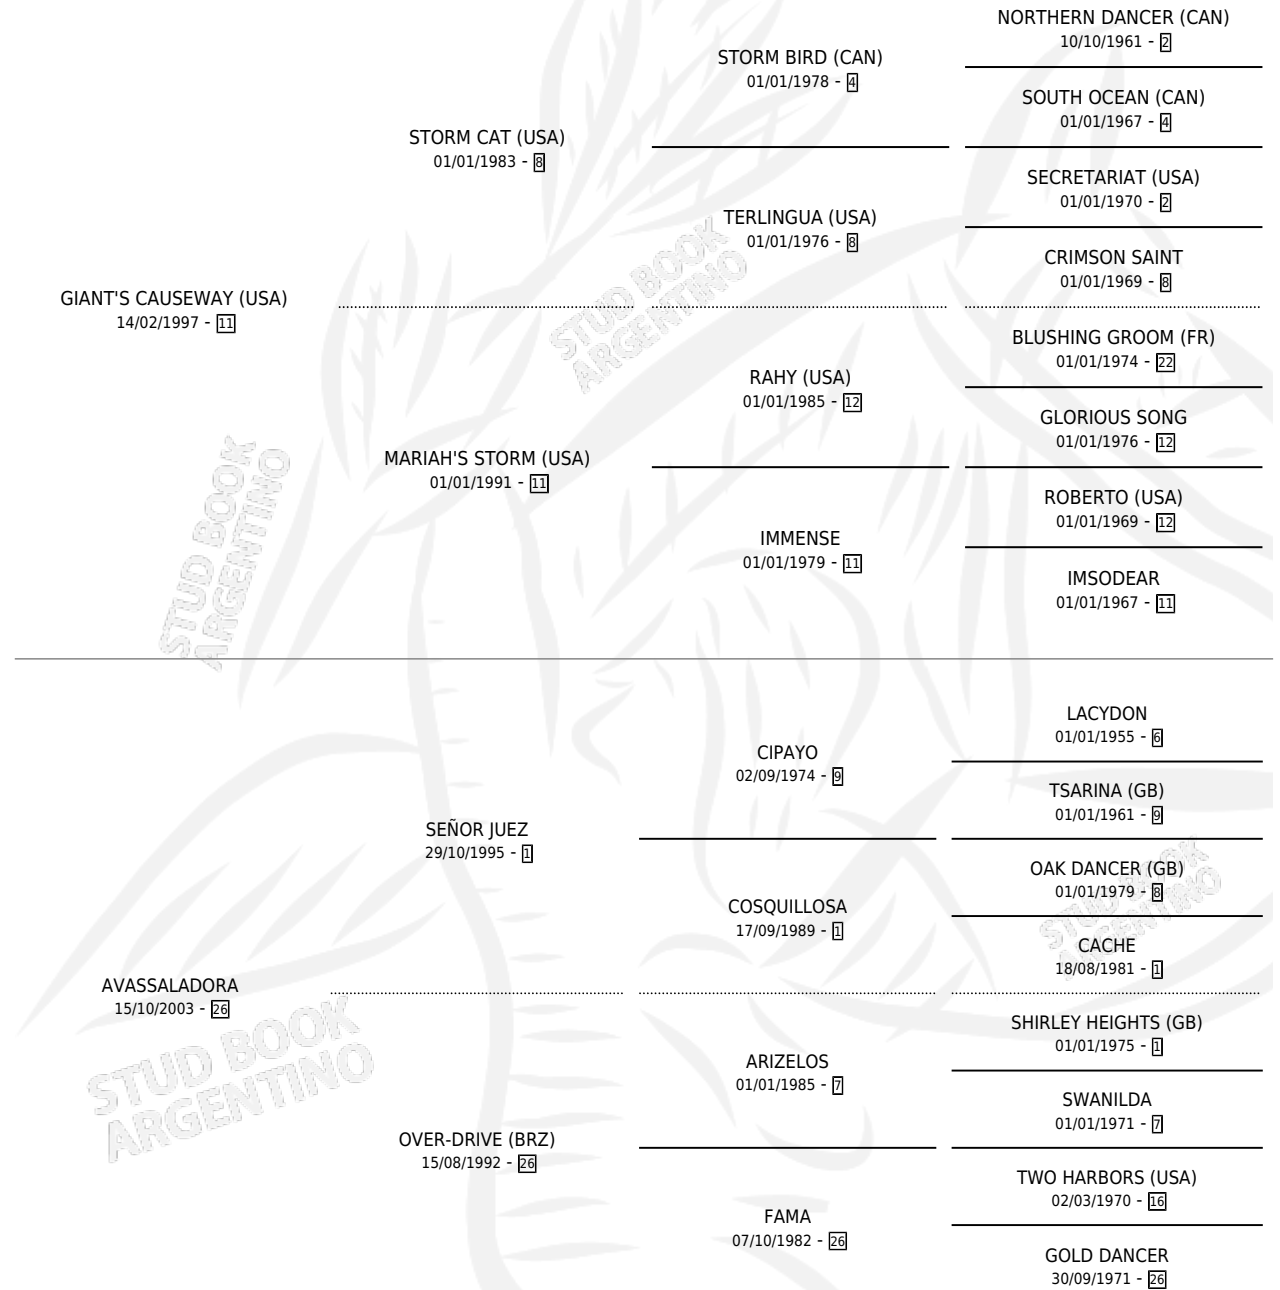 NORTHERN DANCER (CAN)
10/10/1961 - 2
STORM BIRD (CAN)
01/01/1978 - 4
SOUTH OCEAN (CAN)
01/01/1967 - 4
STORM CAT (USA)
01/01/1983 - 8
SECRETARIAT (USA)
01/01/1970 - 2
TERLINGUA (USA)
01/01/1976 - 8
CRIMSON SAINT
01/01/1969 - 8
GIANT'S CAUSEWAY (USA)
14/02/1997 - 11
BLUSHING GROOM (FR)
01/01/1974 - 22
RAHY (USA)
01/01/1985 - 12
GLORIOUS SONG
01/01/1976 - 12
MARIAH'S STORM (USA)
01/01/1991 - 11
ROBERTO (USA)
01/01/1969 - 12
IMMENSE
01/01/1979 - 11
IMSODEAR
01/01/1967 - 11
LACYDON
01/01/1955 - 6
CIPAYO
02/09/1974 - 9
TSARINA (GB)
01/01/1961 - 9
SEÑOR JUEZ
29/10/1995 - 1
OAK DANCER (GB)
01/01/1979 - 8
COSQUILLOSA
17/09/1989 - 1
CACHE
18/08/1981 - 1
AVASSALADORA
15/10/2003 - 26
SHIRLEY HEIGHTS (GB)
01/01/1975 - 1
ARIZELOS
01/01/1985 - 7
SWANILDA
01/01/1971 - 7
OVER-DRIVE (BRZ)
15/08/1992 - 26
TWO HARBORS (USA)
02/03/1970 - 16
FAMA
07/10/1982 - 26
GOLD DANCER
30/09/1971 - 26
STUD BOOK
ARGENTINO
STUD BOOK
ARGENTINO
STUD BOOK
ARGENTINO
STUD BOOK
ARGENTINO